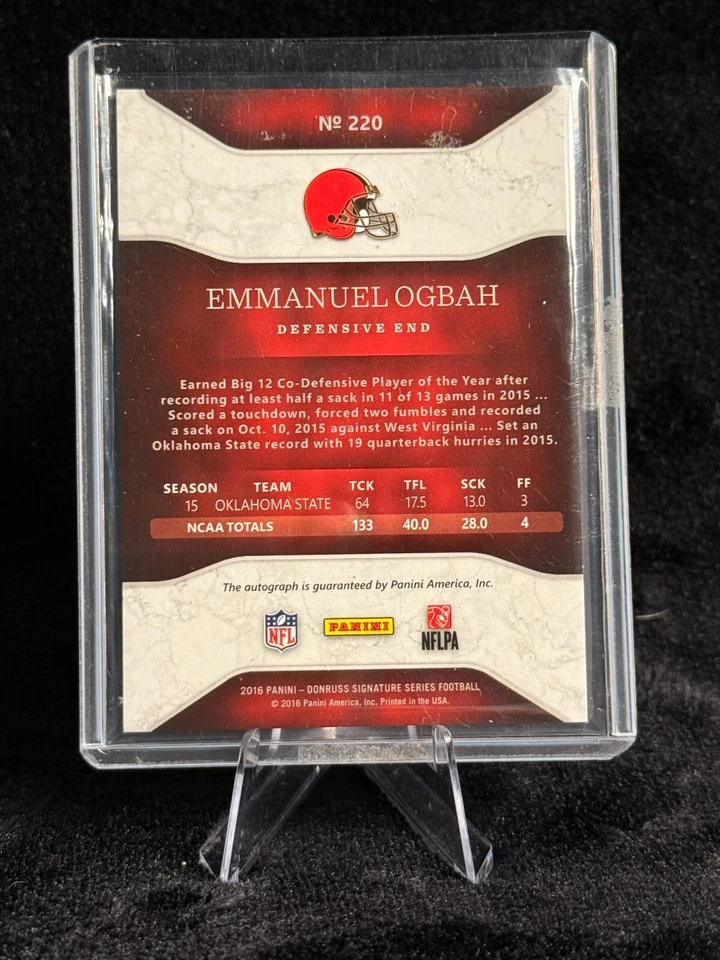 Nº 220
EMMANUEL OGBAH
DEFENSIVE END
Earned Big 12 Co-Defensive Player of the Year after
recording at least half a sack in 11 of 13 games in 2015 ...
Scored a touchdown, forced two fumbles and recorded
a sack on Oct. 10, 2015 against West Virginia ... Set an
Oklahoma State record with 19 quarterback hurries in 2015.
SEASON TEAM TCK TFL SCK FF
15 OKLAHOMA STATE 64 17.5 13.0 3
NCAA TOTALS 133 40.0 28.0 4
The autograph is guaranteed by Panini America, Inc.
NFL PANINI NFLPA
2016 PANINI – DONRUSS SIGNATURE SERIES FOOTBALL
© 2016 Panini America, Inc. Printed in the USA.